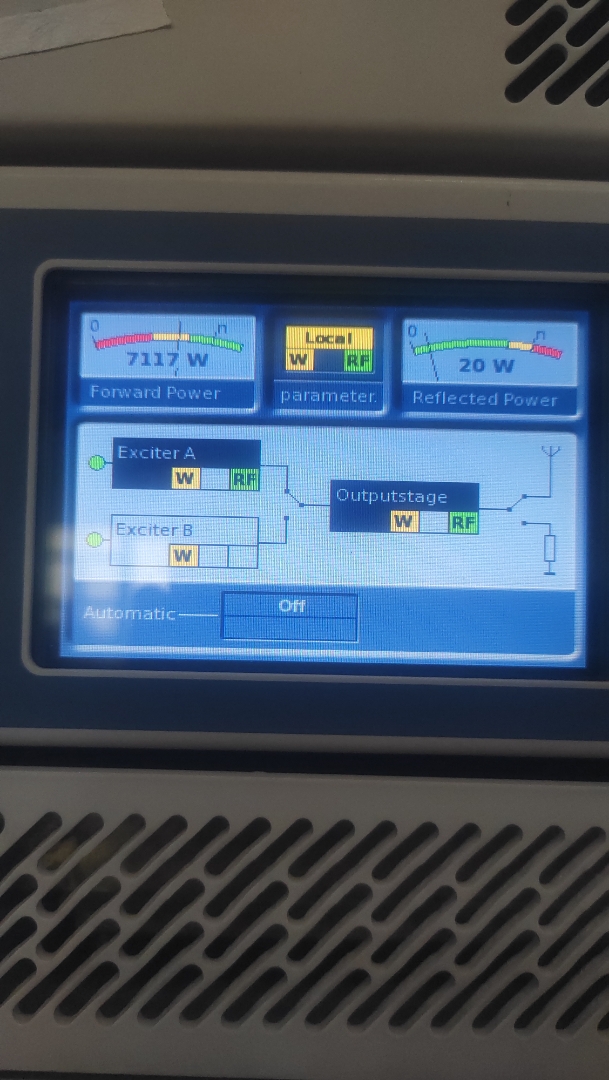 0 n
7117 W
Forward Power
Local
W RF
parameter.
0 n
20 W
Reflected Power
Exciter A
W RF
Exciter B
W
Outputstage
W RF
Automatic
Off